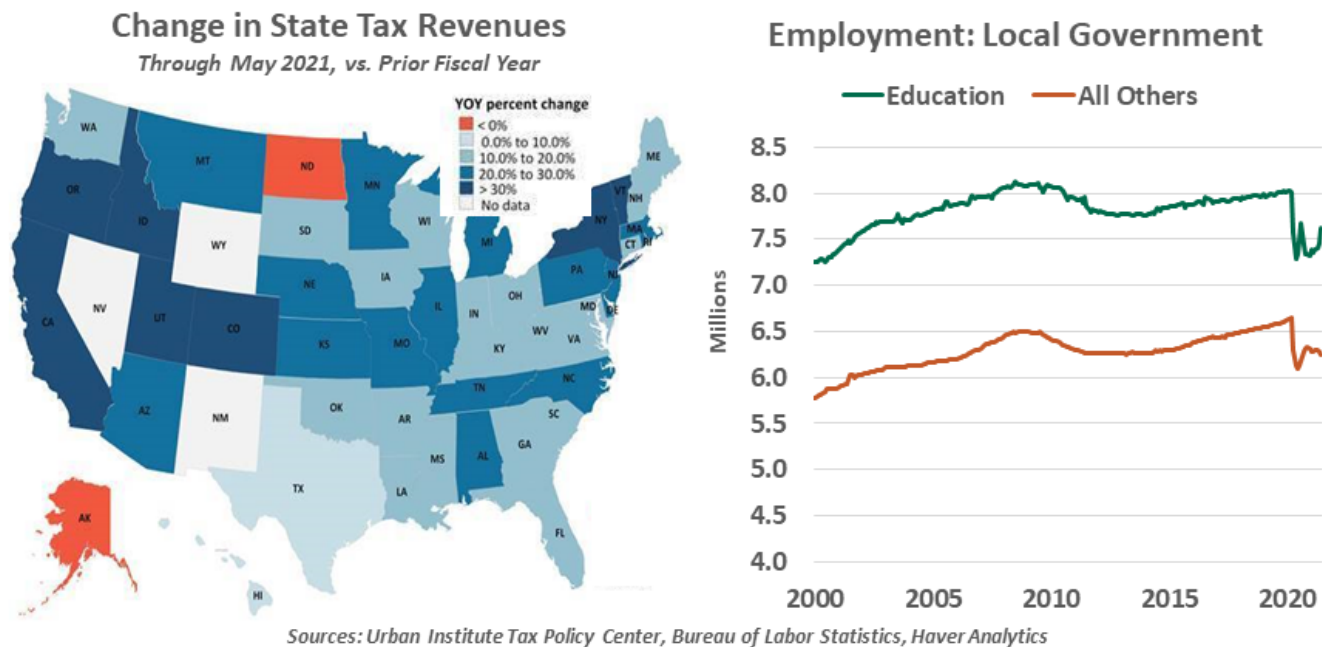 Change in State Tax Revenues
Through May 2021, vs. Prior Fiscal Year
YOY percent change
< 0%
0.0% to 10.0%
10.0% to 20.0%
20.0% to 30.0%
> 30%
No data
WA
MT
ND
MN
ME
OR
ID
WY
SD
WI
MI
NY
VT
NH
MA
CT
RI
NV
UT
CO
NE
IA
IL
IN
OH
PA
NJ
MD
DE
CA
KS
MO
KY
WV
VA
AZ
NM
OK
AR
TN
NC
SC
TX
LA
MS
AL
GA
FL
AK
HI
Employment: Local Government
Education
All Others
Millions
8.5
8.0
7.5
7.0
6.5
6.0
5.5
5.0
4.5
4.0
2000 2005 2010 2015 2020
Sources: Urban Institute Tax Policy Center, Bureau of Labor Statistics, Haver Analytics